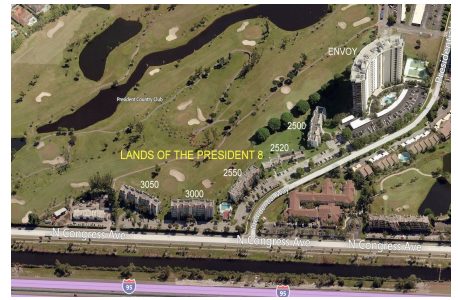 ENVOY
President Country Club
Presidential
2500
LANDS OF THE PRESIDENT 8
2520
2550
3050
3000
N Congress Ave
N Congress Ave
N Congress Ave
95
95